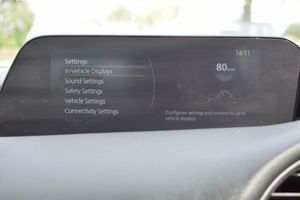 14:11
Settings
In-Vehicle Displays
Sound Settings
Safety Settings
Vehicle Settings
Connectivity Settings
80
Configures settings and content for all in-
vehicle displays.